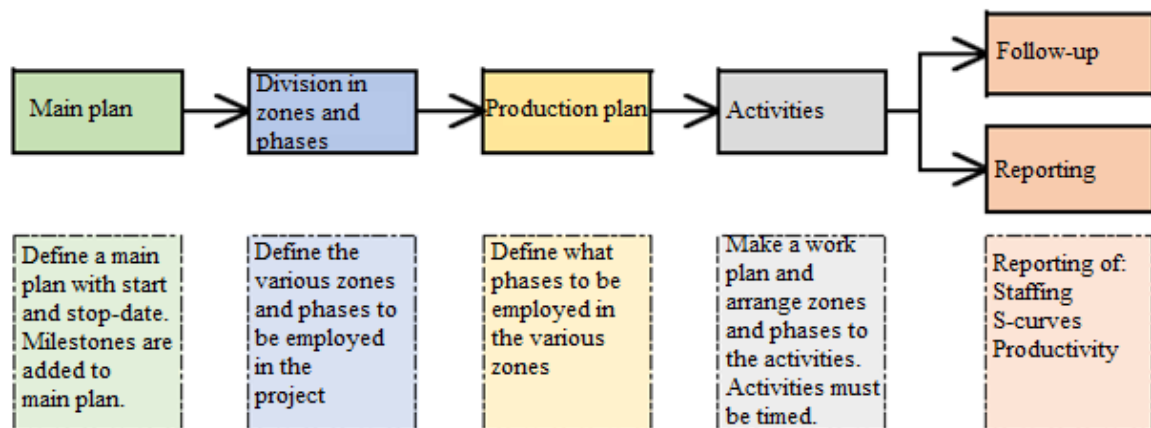 Main plan
Division in
zones and
phases
Production plan
Activities
Follow-up
Reporting
Define a main
plan with start
and stop-date.
Milestones are
added to
main plan.
Define the
various zones
and phases to
be employed
in the
project
Define what
phases to be
employed in
the various
zones
Make a work
plan and
arrange zones
and phases to
the activities.
Activities must
be timed.
Reporting of:
Staffing
S-curves
Productivity